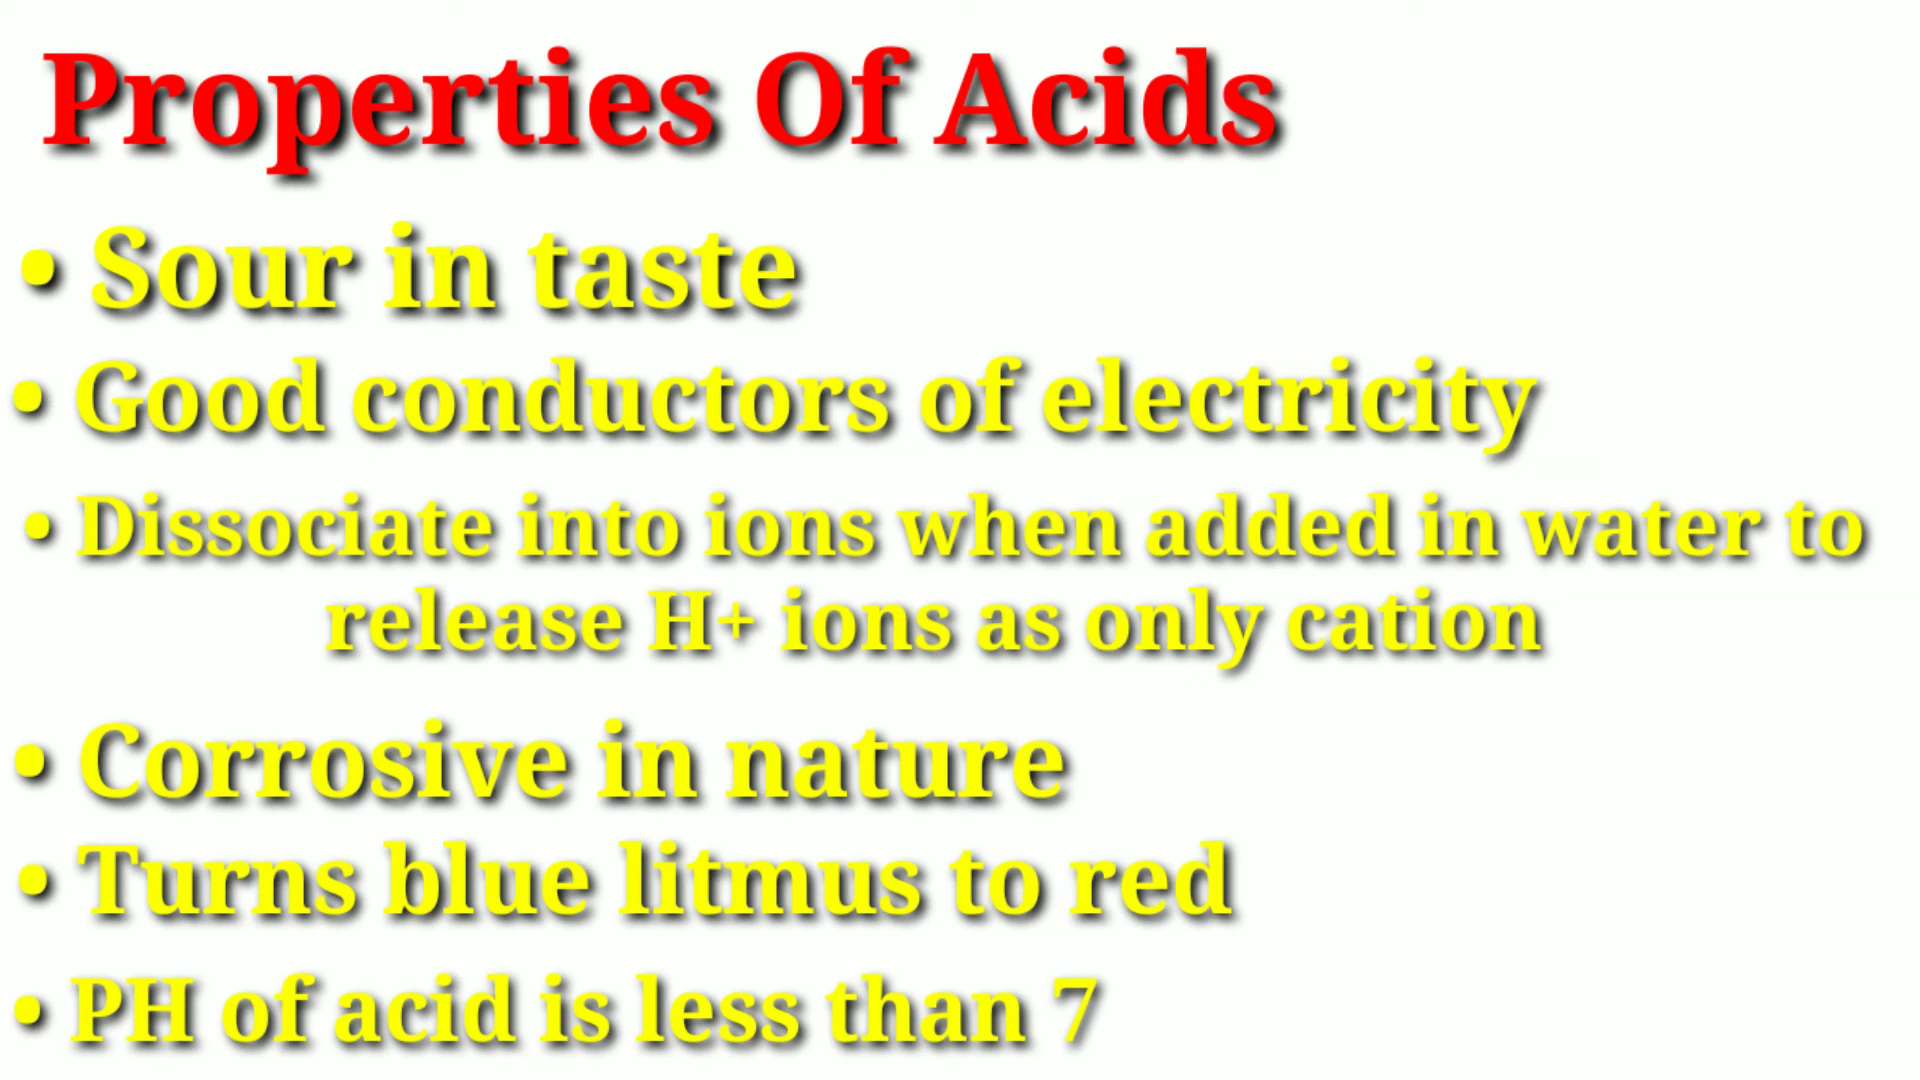 Properties Of Acids
• Sour in taste
• Good conductors of electricity
• Dissociate into ions when added in water to
release H+ ions as only cation
• Corrosive in nature
• Turns blue litmus to red
• PH of acid is less than 7